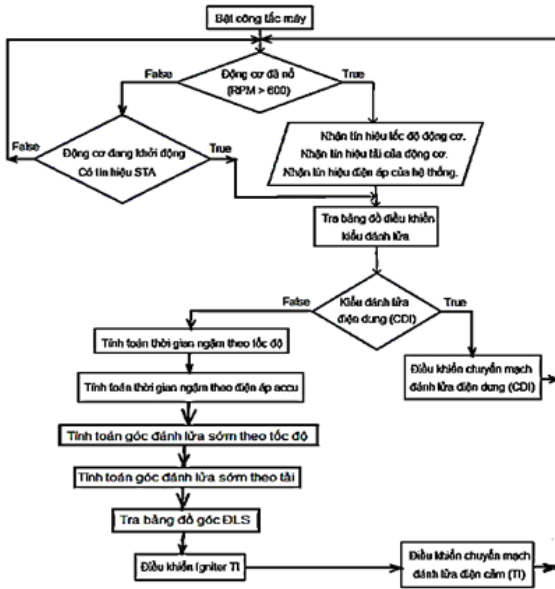 Bật công tắc máy
False
Động cơ đã nổ
(RPM > 600)
True
False
Động cơ đang khởi động
Có tín hiệu STA
True
Nhận tín hiệu tốc độ động cơ.
Nhận tín hiệu tải của động cơ.
Nhận tín hiệu điện áp của hệ thống.
Tra bảng đồ điều khiển
kiểu đánh lửa
False
Kiểu đánh lửa
điện dung (CDI)
True
Tính toán thời gian ngậm theo tốc độ
Điều khiển chuyển mạch
đánh lửa điện dung (CDI)
Tính toán thời gian ngậm theo điện áp accu
Tính toán góc đánh lửa sớm theo tốc độ
Tính toán góc đánh lửa sớm theo tải
Tra bảng đồ góc ĐLS
Điều khiển Igniter TI
Điều khiển chuyển mạch
đánh lửa điện cảm (TI)